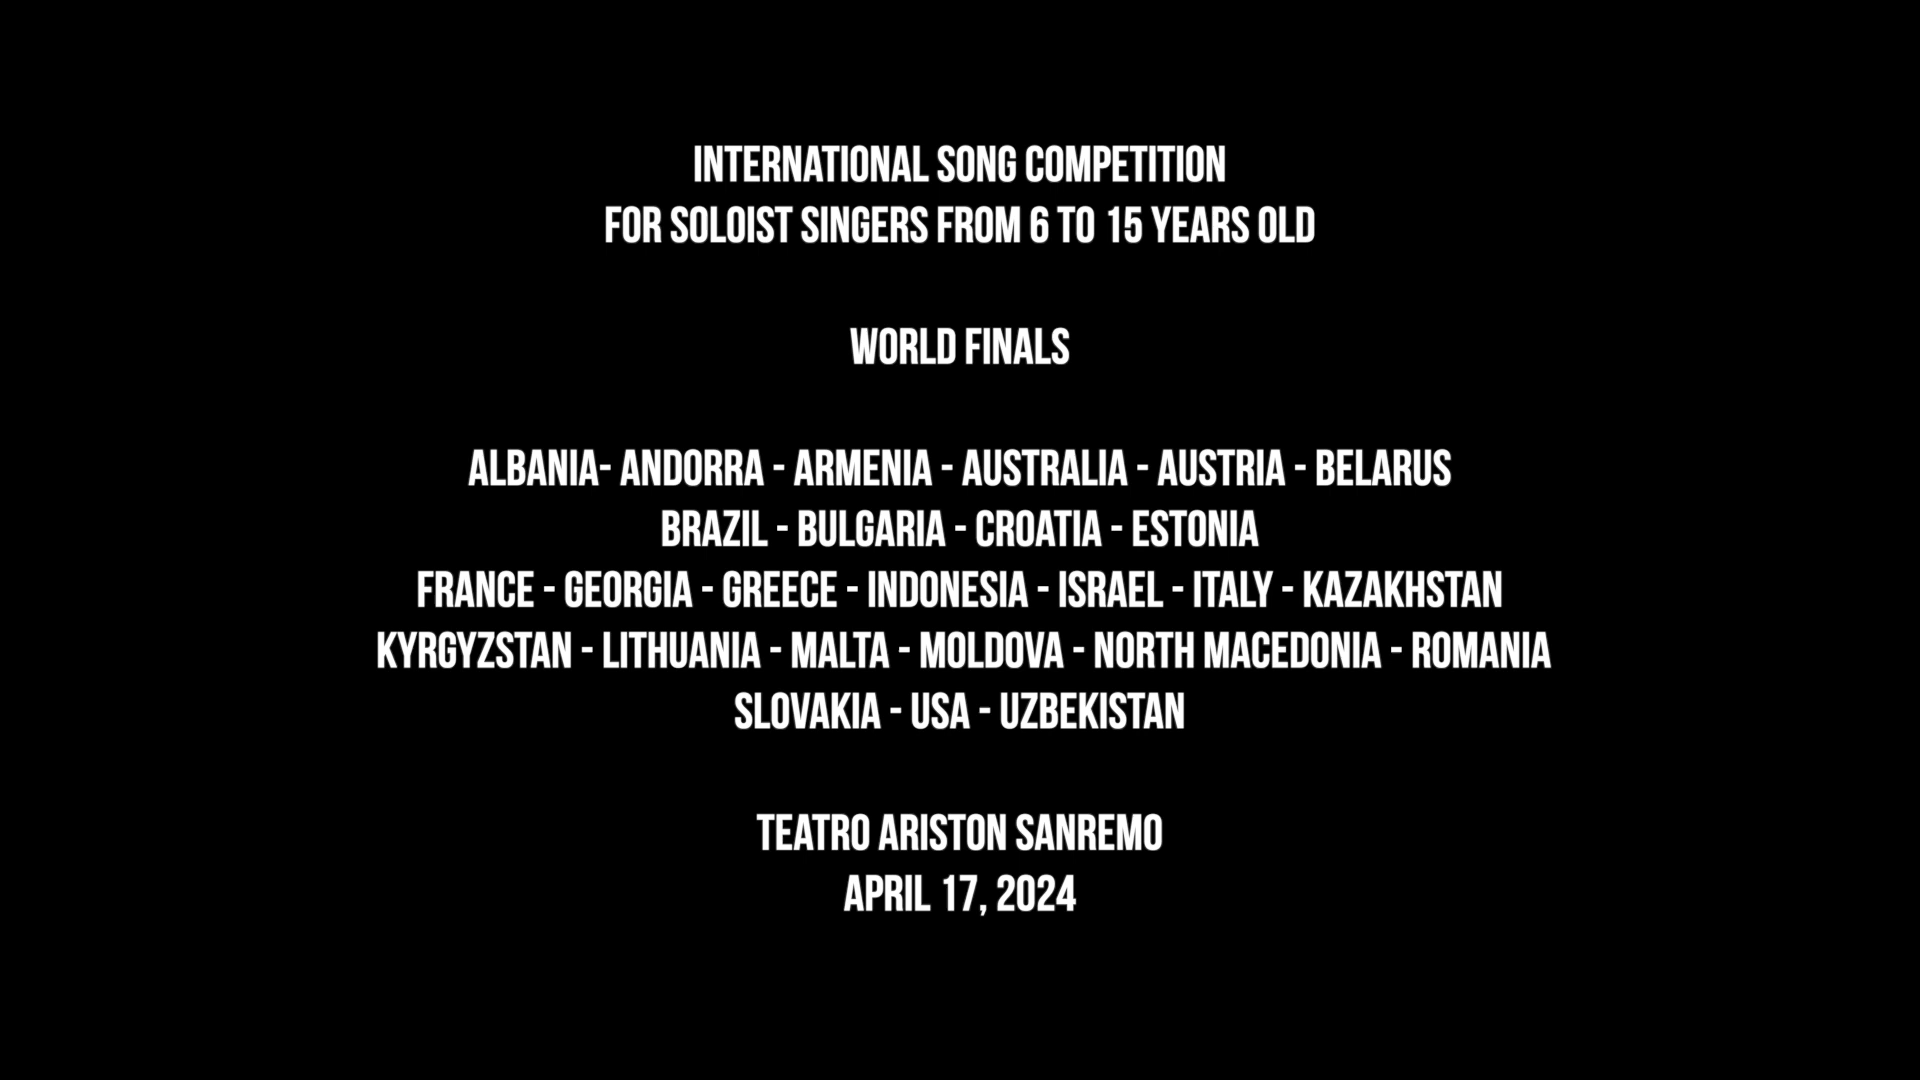 INTERNATIONAL SONG COMPETITION
FOR SOLOIST SINGERS FROM 6 TO 15 YEARS OLD
WORLD FINALS
ALBANIA- ANDORRA - ARMENIA - AUSTRALIA - AUSTRIA - BELARUS
BRAZIL - BULGARIA - CROATIA - ESTONIA
FRANCE - GEORGIA - GREECE - INDONESIA - ISRAEL - ITALY - KAZAKHSTAN
KYRGYZSTAN - LITHUANIA - MALTA - MOLDOVA - NORTH MACEDONIA - ROMANIA
SLOVAKIA - USA - UZBEKISTAN
TEATRO ARISTON SANREMO
APRIL 17, 2024